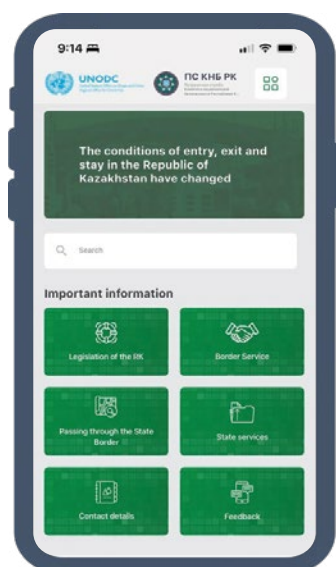 9:14
UNODC
ПС КНБ РК
The conditions of entry, exit and
stay in the Republic of
Kazakhstan have changed
Search
Important information
Legislation of the RK
Border Service
Passing through the State
Border
State services
Contact details
Feedback